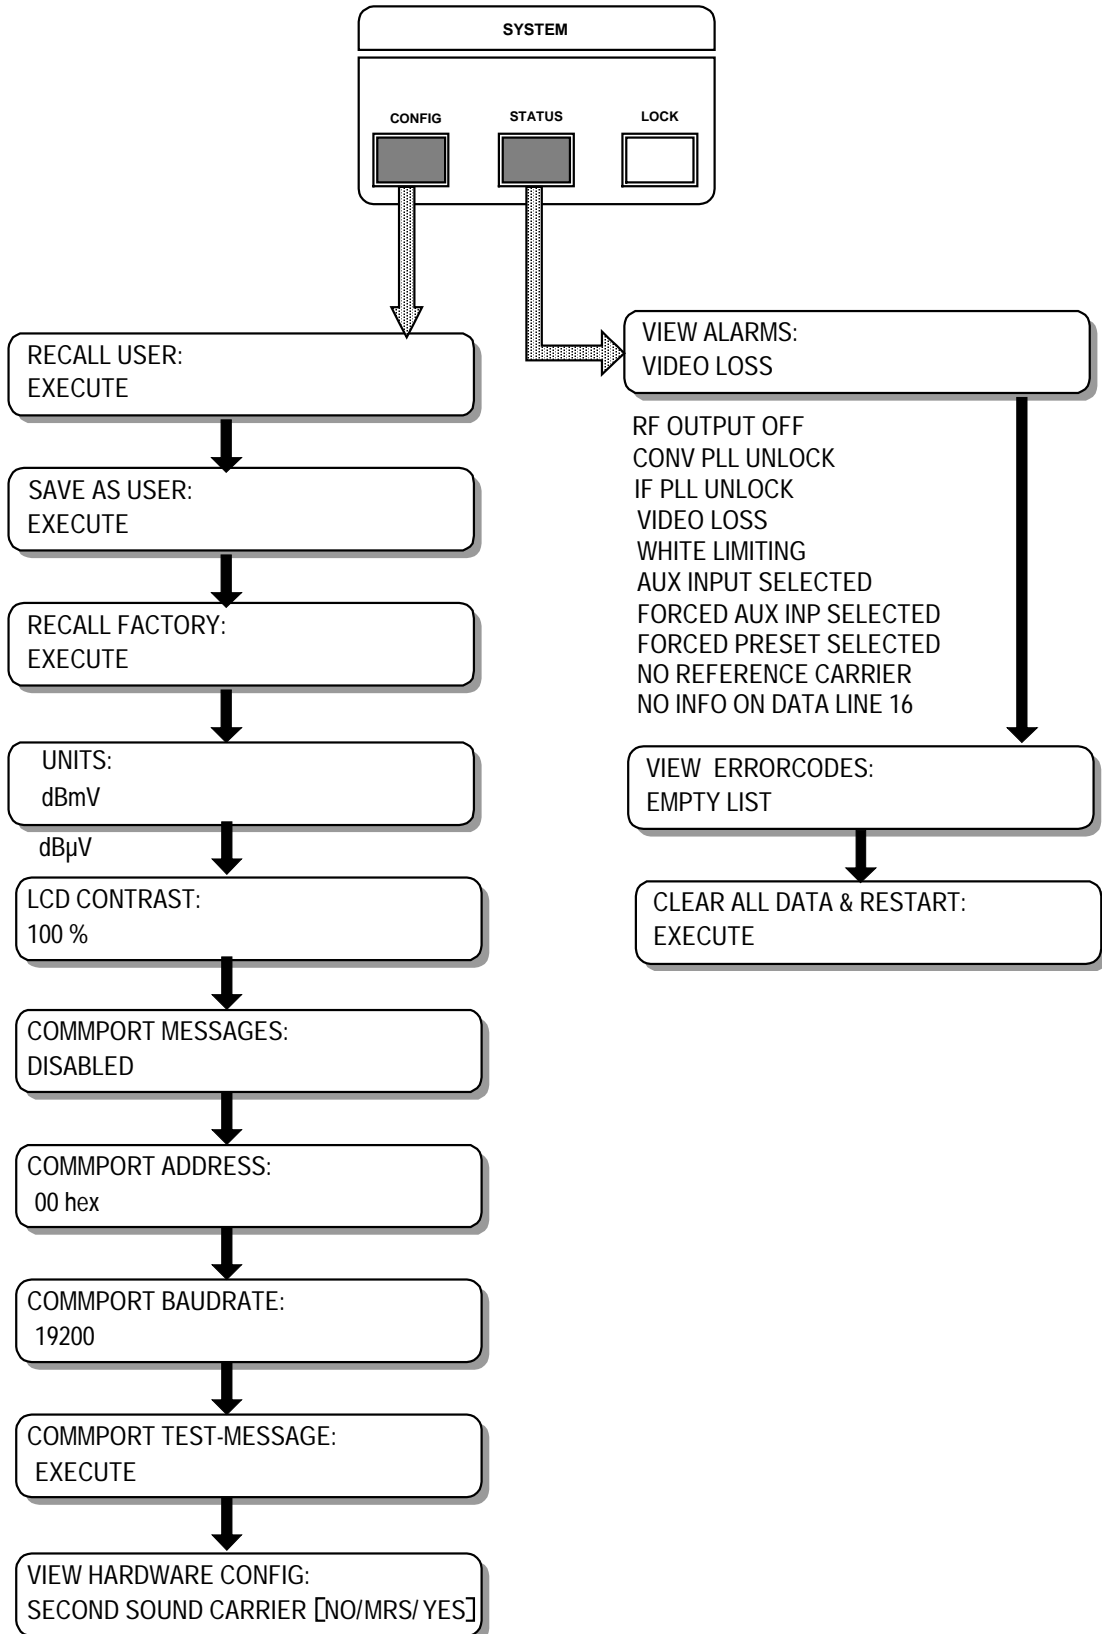 SYSTEM
CONFIG STATUS LOCK
RECALL USER:
EXECUTE
SAVE AS USER:
EXECUTE
RECALL FACTORY:
EXECUTE
UNITS:
dBmV
dBµV
LCD CONTRAST:
100 %
COMMPORT MESSAGES:
DISABLED
COMMPORT ADDRESS:
00 hex
COMMPORT BAUDRATE:
19200
COMMPORT TEST-MESSAGE:
EXECUTE
VIEW HARDWARE CONFIG:
SECOND SOUND CARRIER [NO/MRS/ YES]
VIEW ALARMS:
VIDEO LOSS
RF OUTPUT OFF
CONV PLL UNLOCK
IF PLL UNLOCK
VIDEO LOSS
WHITE LIMITING
AUX INPUT SELECTED
FORCED AUX INP SELECTED
FORCED PRESET SELECTED
NO REFERENCE CARRIER
NO INFO ON DATA LINE 16
VIEW ERRORCODES:
EMPTY LIST
CLEAR ALL DATA & RESTART:
EXECUTE